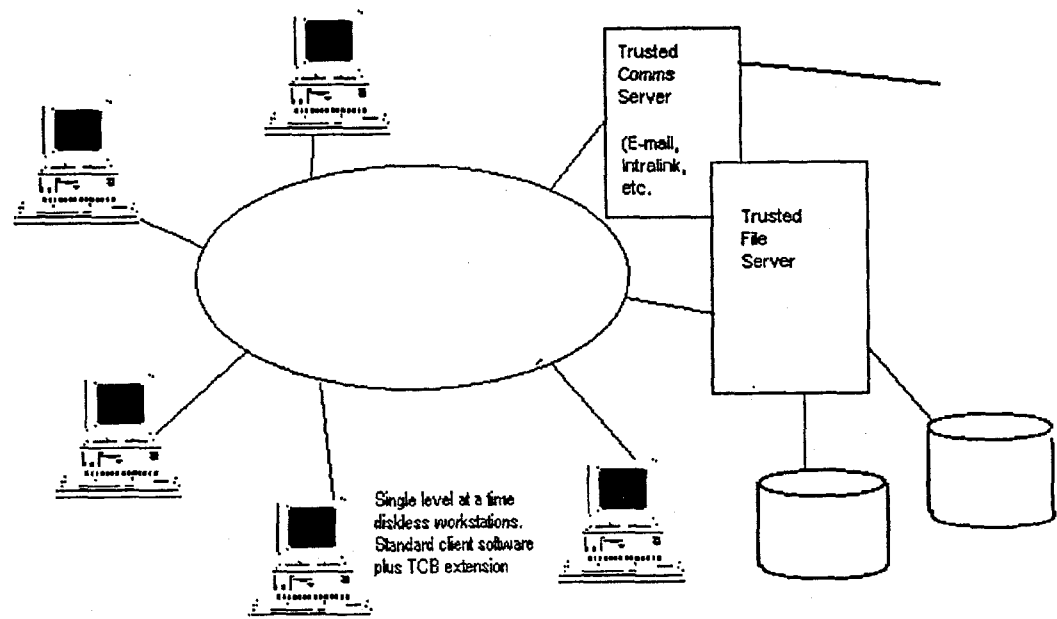 Trusted
Comms
Server
(E-mail,
Intralink,
etc.
Trusted
File
Server
Single level at a time
diskless workstations.
Standard client software
plus TCB extension